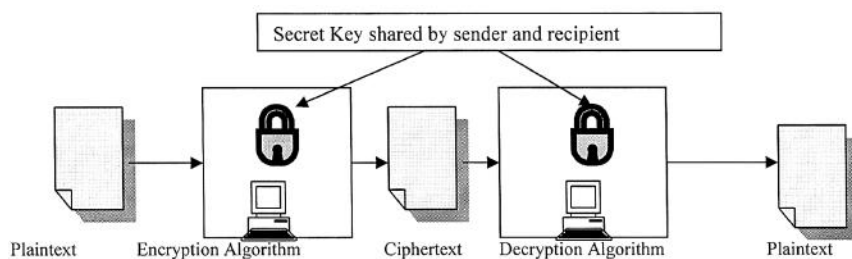 Secret Key shared by sender and recipient
Plaintext Encryption Algorithm Ciphertext Decryption Algorithm Plaintext